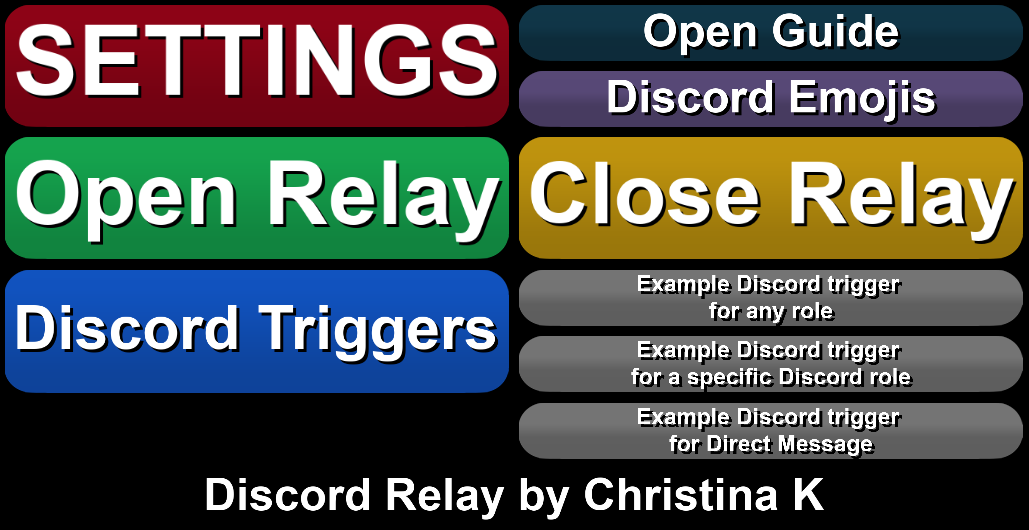 SETTINGS
Open Guide
Discord Emojis
Open Relay
Close Relay
Discord Triggers
Example Discord trigger
for any role
Example Discord trigger
for a specific Discord role
Example Discord trigger
for Direct Message
Discord Relay by Christina K